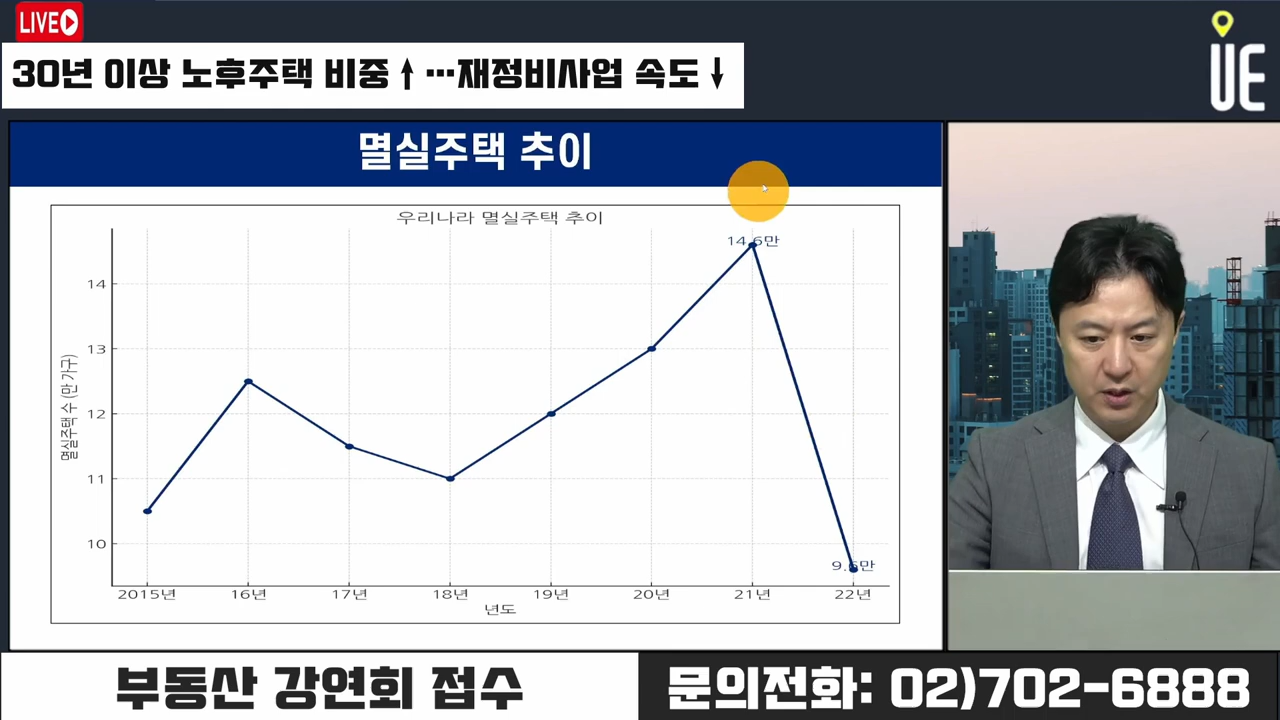 LIVE
30년 이상 노후주택 비중↑…재정비사업 속도↓
UE
멸실주택 추이
우리나라 멸실주택 추이
14.6만
14
13
12
11
10
멸실주택 수 (만 가구)
9.6만
2015년 16년 17년 18년 19년 20년 21년 22년
년도
부동산 강연회 접수
문의전화: 02)702-6888